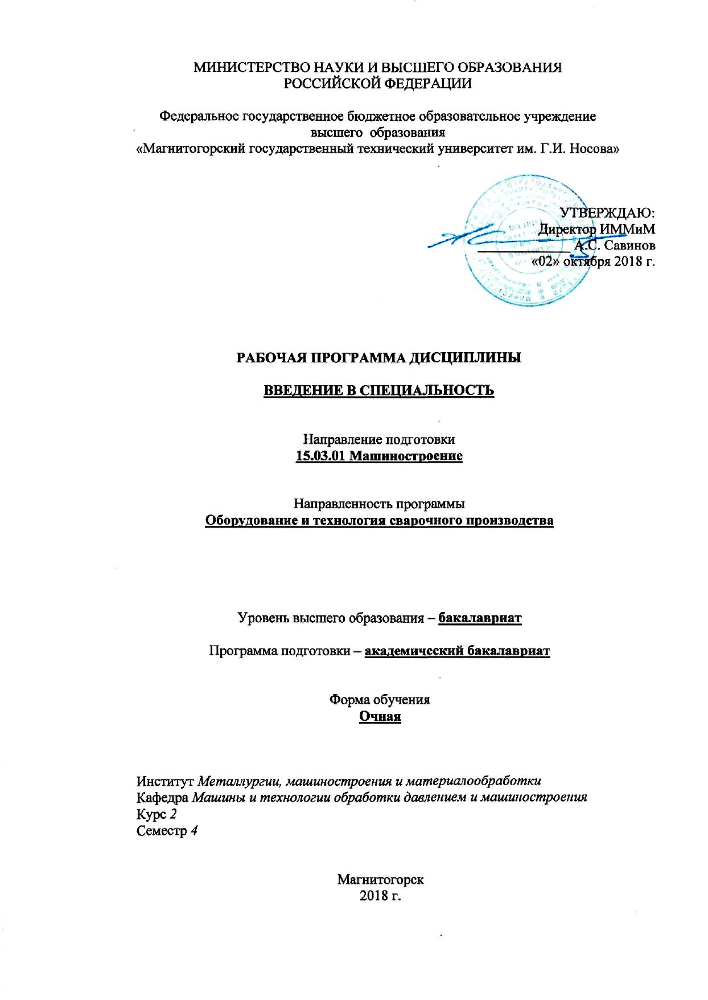 МИНИСТЕРСТВО НАУКИ И ВЫСШЕГО ОБРАЗОВАНИЯ
РОССИЙСКОЙ ФЕДЕРАЦИИ
Федеральное государственное бюджетное образовательное учреждение
высшего образования
«Магнитогорский государственный технический университет им. Г.И. Носова»
УТВЕРЖДАЮ:
Директор ИММиМ
_____________ А.С. Савинов
«02» октября 2018 г.
РАБОЧАЯ ПРОГРАММА ДИСЦИПЛИНЫ
ВВЕДЕНИЕ В СПЕЦИАЛЬНОСТЬ
Направление подготовки
15.03.01 Машиностроение
Направленность программы
Оборудование и технология сварочного производства
Уровень высшего образования – бакалавриат
Программа подготовки – академический бакалавриат
Форма обучения
Очная
Институт Металлургии, машиностроения и материалообработки
Кафедра Машины и технологии обработки давлением и машиностроения
Курс 2
Семестр 4
Магнитогорск
2018 г.